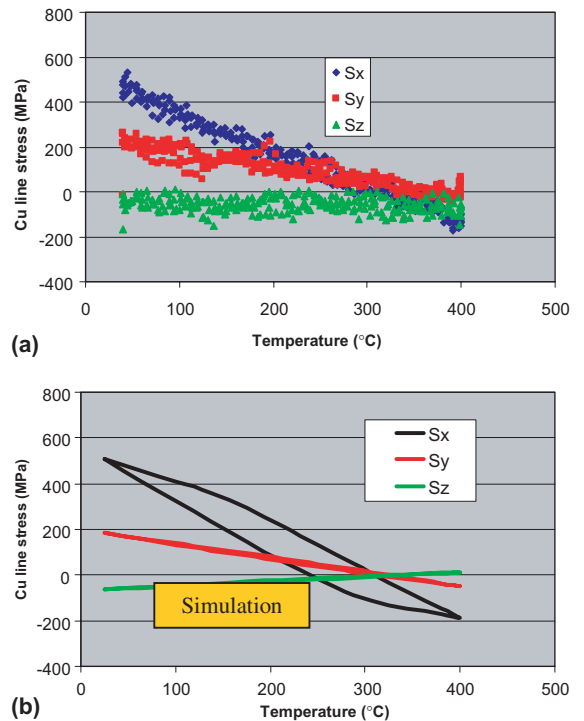 800
600
400
200
0
-200
-400
Cu line stress (MPa)
Sx
Sy
Sz
0 100 200 300 400 500
Temperature (°C)
(a)
800
600
400
200
0
-200
-400
Cu line stress (MPa)
Sx
Sy
Sz
Simulation
0 100 200 300 400 500
Temperature (°C)
(b)